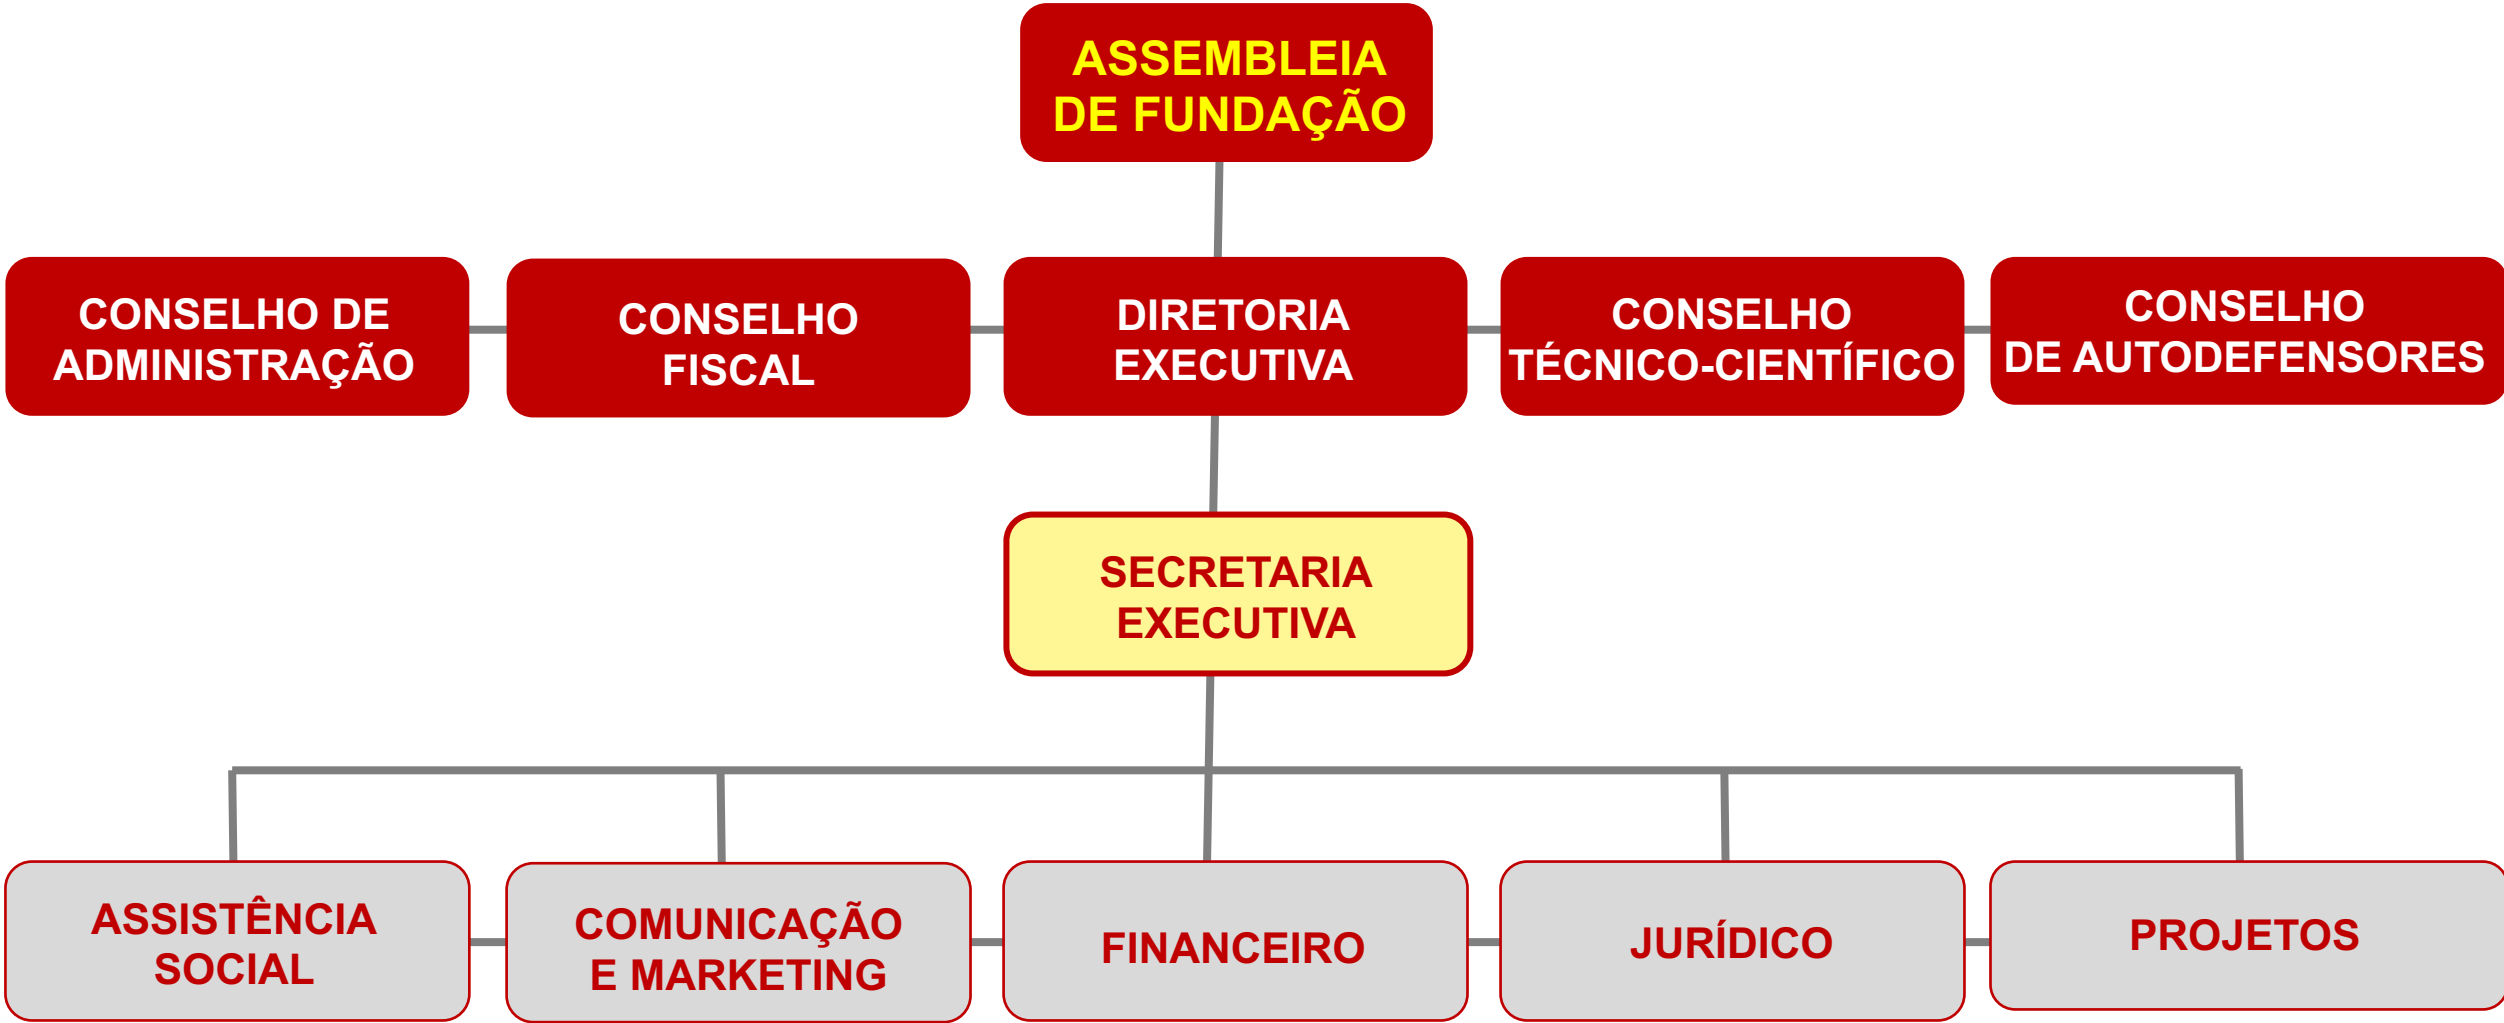 ASSEMBLEIA
DE FUNDAÇÃO
CONSELHO DE
ADMINISTRAÇÃO
CONSELHO
FISCAL
DIRETORIA
EXECUTIVA
CONSELHO
TÉCNICO-CIENTÍFICO
CONSELHO
DE AUTODEFENSORES
SECRETARIA
EXECUTIVA
ASSISTÊNCIA
SOCIAL
COMUNICAÇÃO
E MARKETING
FINANCEIRO
JURÍDICO
PROJETOS